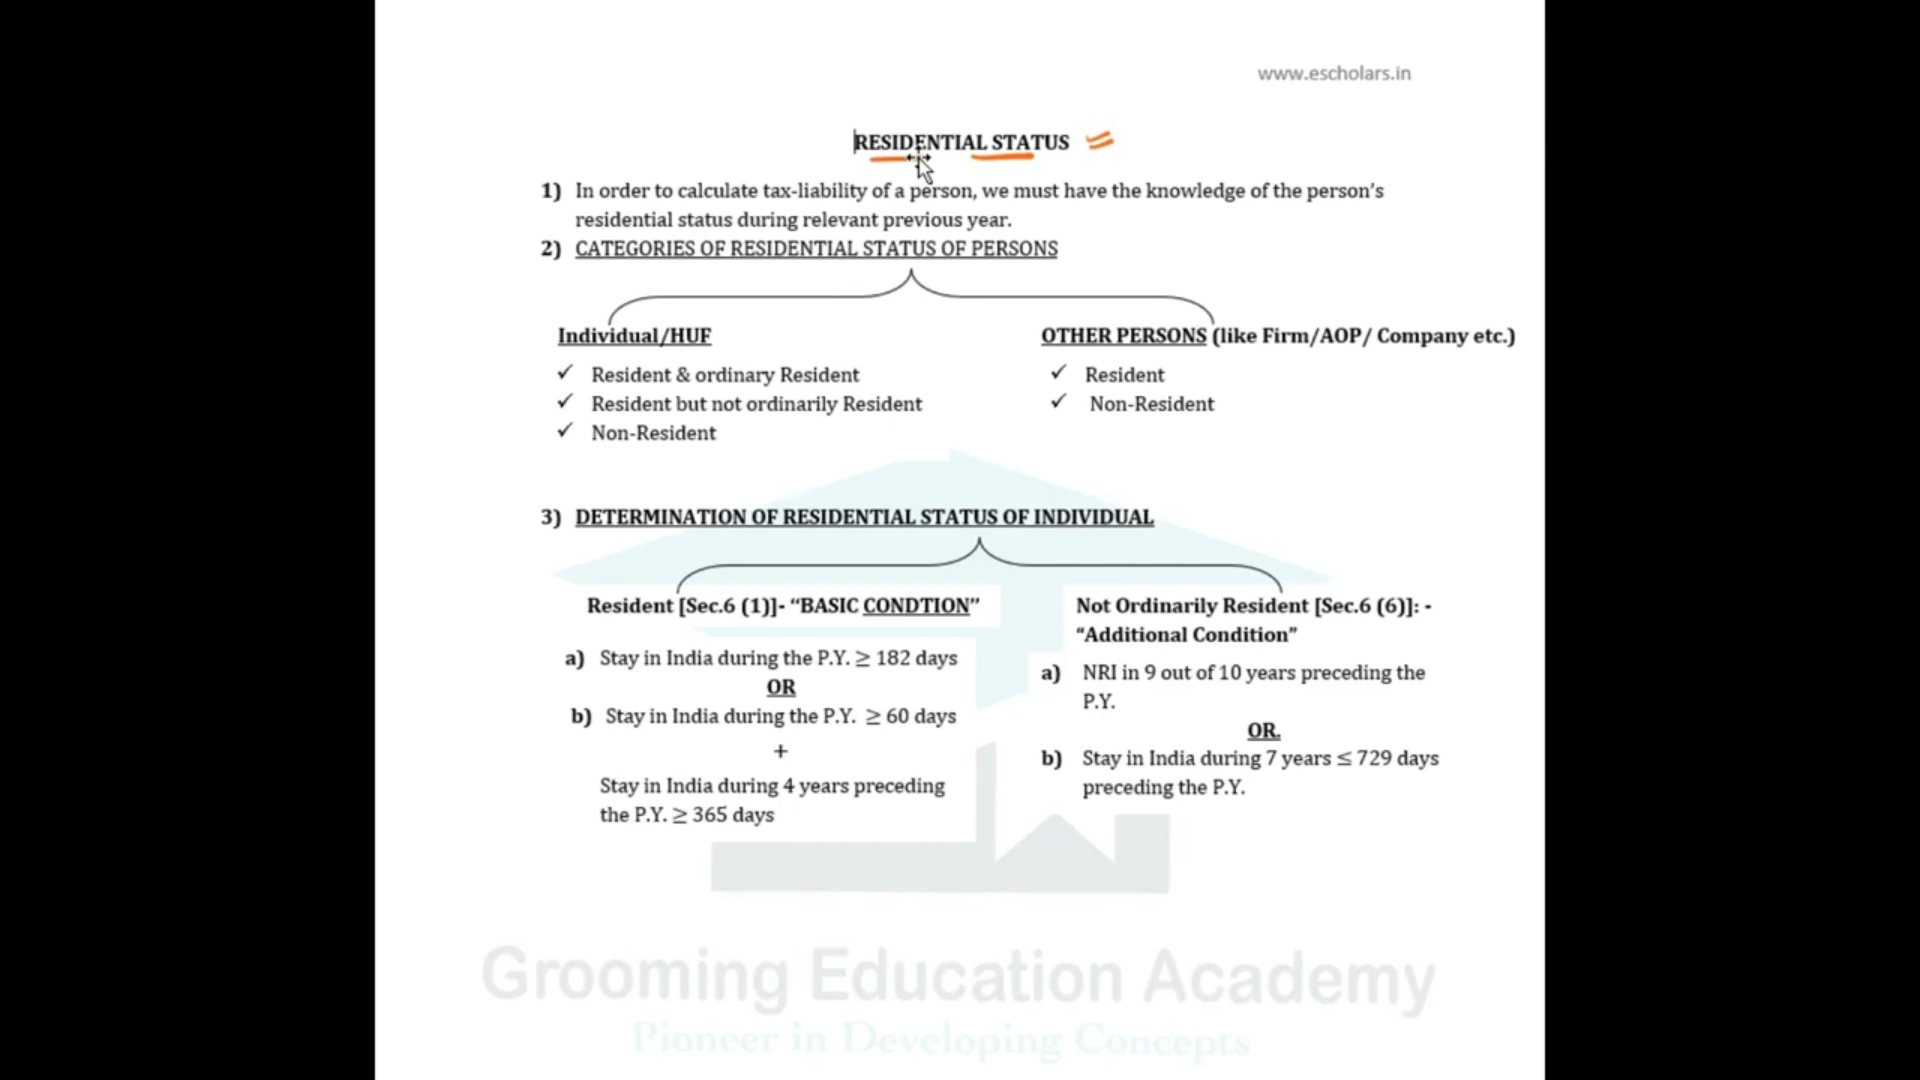 www.escholars.in
RESIDENTIAL STATUS
1) In order to calculate tax-liability of a person, we must have the knowledge of the person's
residential status during relevant previous year.
2) CATEGORIES OF RESIDENTIAL STATUS OF PERSONS
Individual/HUF
✓ Resident & ordinary Resident
✓ Resident but not ordinarily Resident
✓ Non-Resident
OTHER PERSONS (like Firm/AOP/ Company etc.)
✓ Resident
✓ Non-Resident
3) DETERMINATION OF RESIDENTIAL STATUS OF INDIVIDUAL
Resident [Sec.6 (1)]- “BASIC CONDTION”
a) Stay in India during the P.Y. ≥ 182 days
OR
b) Stay in India during the P.Y. ≥ 60 days
+
Stay in India during 4 years preceding
the P.Y. ≥ 365 days
Not Ordinarily Resident [Sec.6 (6)]: -
“Additional Condition”
a) NRI in 9 out of 10 years preceding the
P.Y.
OR.
b) Stay in India during 7 years ≤ 729 days
preceding the P.Y.
Grooming Education Academy
Pioneer in Developing Concepts